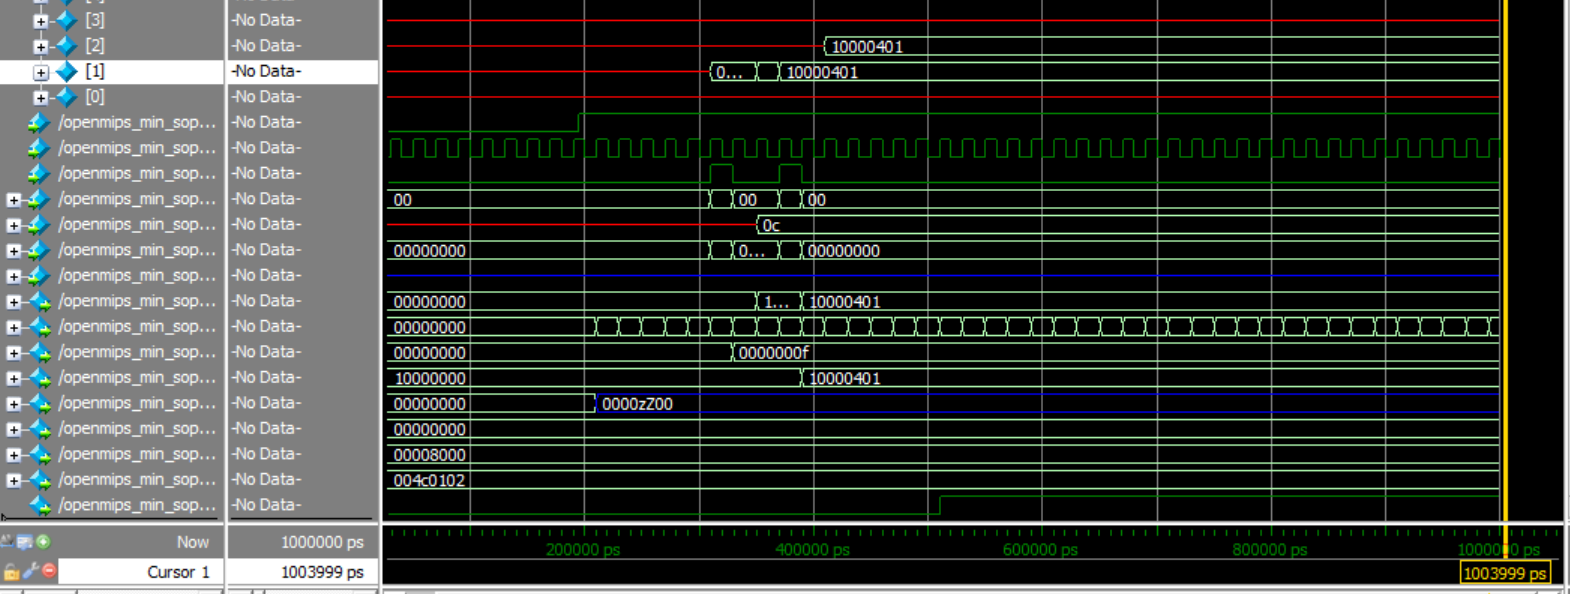 [3] -No Data-
[2] -No Data- 10000401
[1] -No Data- 0... 10000401
[0] -No Data-
/openmips_min_sop... -No Data-
/openmips_min_sop... -No Data-
/openmips_min_sop... -No Data-
/openmips_min_sop... -No Data- 00 00 00
/openmips_min_sop... -No Data- 0c
/openmips_min_sop... -No Data- 00000000 0... 00000000
/openmips_min_sop... -No Data-
/openmips_min_sop... -No Data- 00000000 1... 10000401
/openmips_min_sop... -No Data- 00000000
/openmips_min_sop... -No Data- 00000000 0000000f
/openmips_min_sop... -No Data- 10000000 10000401
/openmips_min_sop... -No Data- 00000000 0000zZ00
/openmips_min_sop... -No Data- 00000000
/openmips_min_sop... -No Data- 00008000
/openmips_min_sop... -No Data- 004c0102
/openmips_min_sop... -No Data-
Now 1000000 ps 200000 ps 400000 ps 600000 ps 800000 ps 1000000 ps
Cursor 1 1003999 ps 1003999 ps